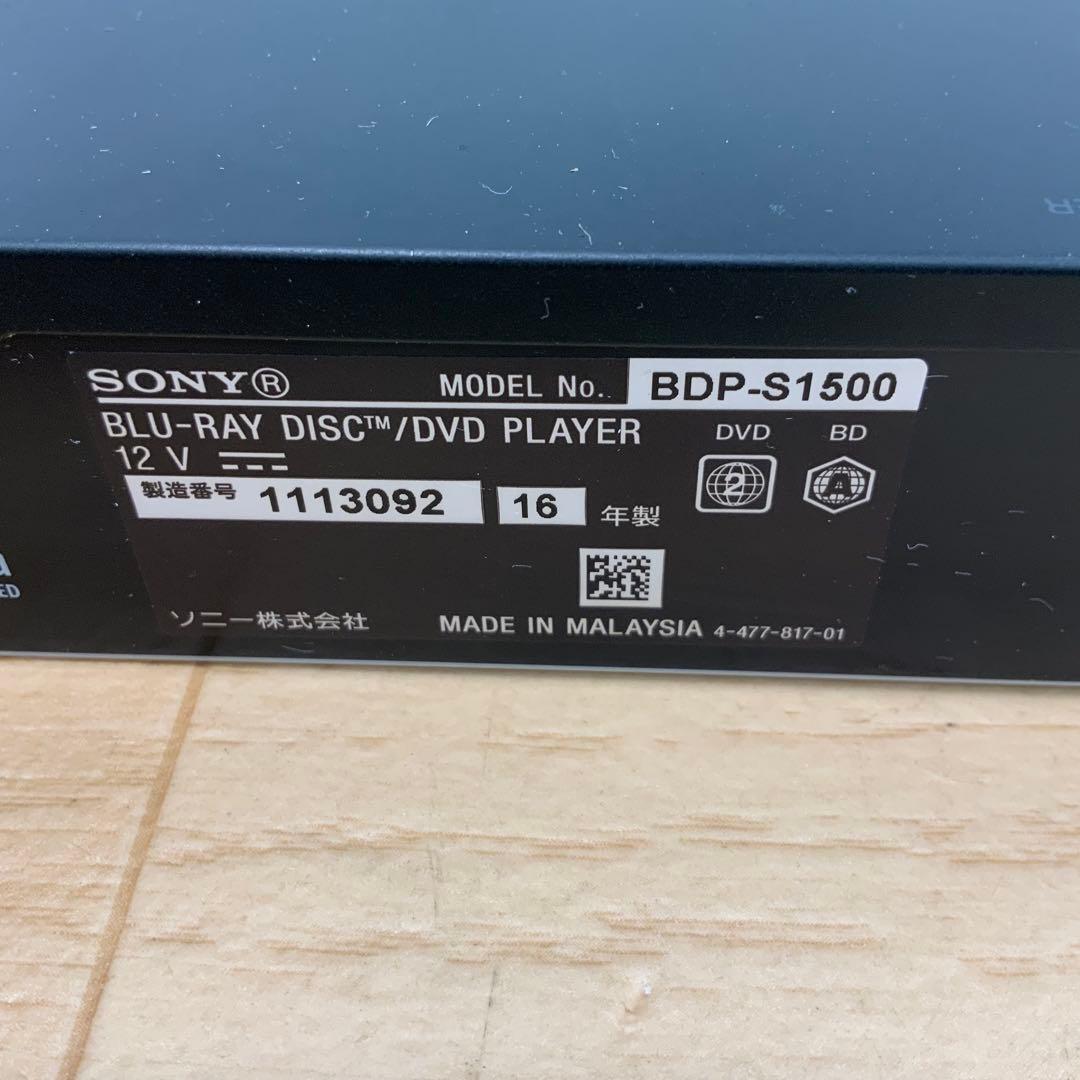 SONY® MODEL No. BDP-S1500
BLU-RAY DISC™/DVD PLAYER DVD BD
12 V
2 A
製造番号 1113092 16 年製
ソニー株式会社 MADE IN MALAYSIA 4-477-817-01